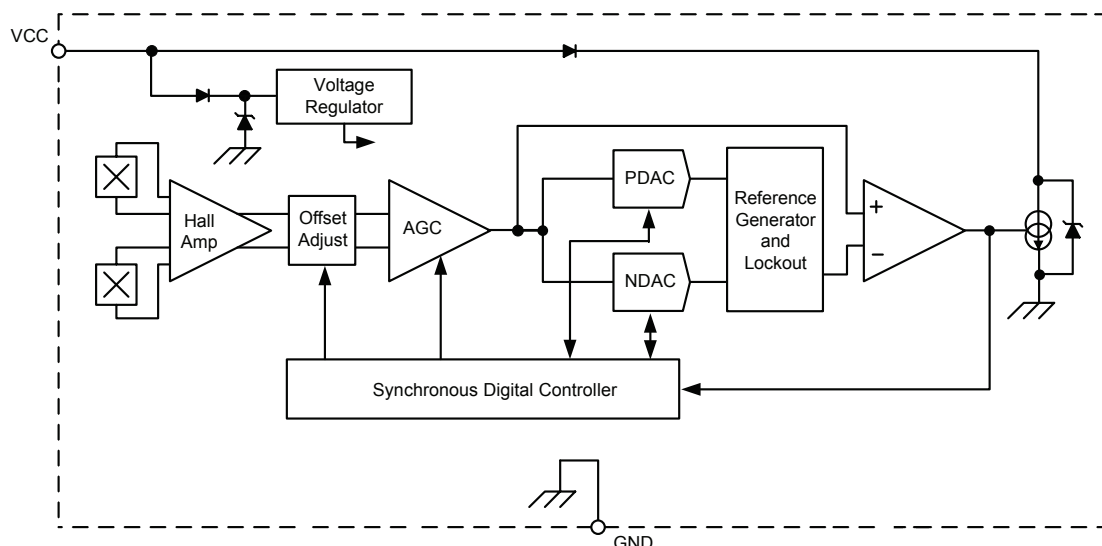 VCC
Voltage
Regulator
Hall
Amp
Offset
Adjust
AGC
PDAC
NDAC
Reference
Generator
and
Lockout
+
−
Synchronous Digital Controller
GND